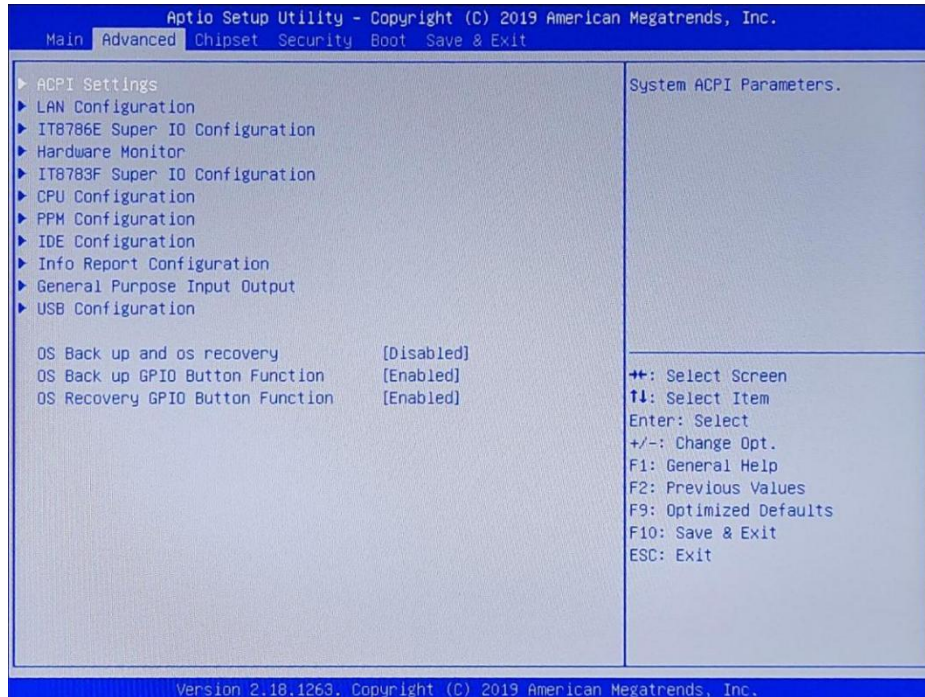 Aptio Setup Utility - Copyright (C) 2019 American Megatrends, Inc.
Main Advanced Chipset Security Boot Save & Exit
ACPI Settings
LAN Configuration
IT8786E Super IO Configuration
Hardware Monitor
IT8783F Super IO Configuration
CPU Configuration
PPM Configuration
IDE Configuration
Info Report Configuration
General Purpose Input Output
USB Configuration
OS Back up and os recovery [Disabled]
OS Back up GPIO Button Function [Enabled]
OS Recovery GPIO Button Function [Enabled]
System ACPI Parameters.
→←: Select Screen
↑↓: Select Item
Enter: Select
+/-: Change Opt.
F1: General Help
F2: Previous Values
F9: Optimized Defaults
F10: Save & Exit
ESC: Exit
Version 2.18.1263. Copyright (C) 2019 American Megatrends, Inc.